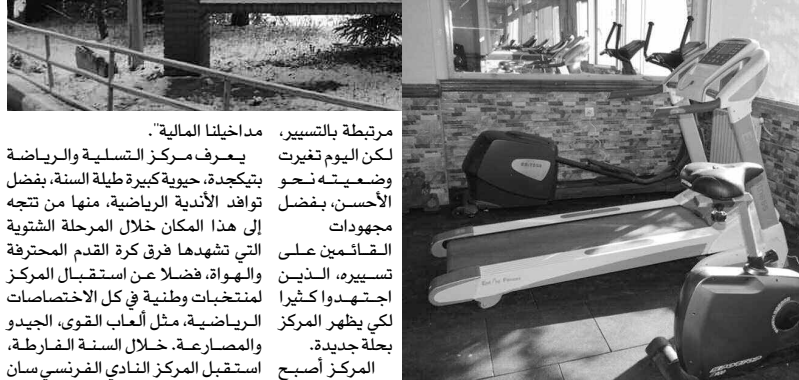 مرتبطة بالتسيير،
لكن اليوم تغيرت
وضعيته نحو
الأحسن، بفضل
مجهودات
القائمين على
تسييره، الذين
اجتهدوا كثيرا
لكي يظهر المركز
بحلة جديدة.
المركز أصبح
مداخيلنا المالية".
يعرف مركز التسلية والرياضة
بتيكجدة، حيوية كبيرة طيلة السنة، بفضل
توافد الأندية الرياضية، منها من تتجه
إلى هذا المكان خلال المرحلة الشتوية
التي تشهدها فرق كرة القدم المحترفة
والهواة، فضلا عن استقبال المركز
لمنتخبات وطنية في كل الاختصاصات
الرياضية، مثل ألعاب القوى، الجيدو
والمصارعة. خلال السنة الفارطة،
استقبل المركز النادي الفرنسي سان